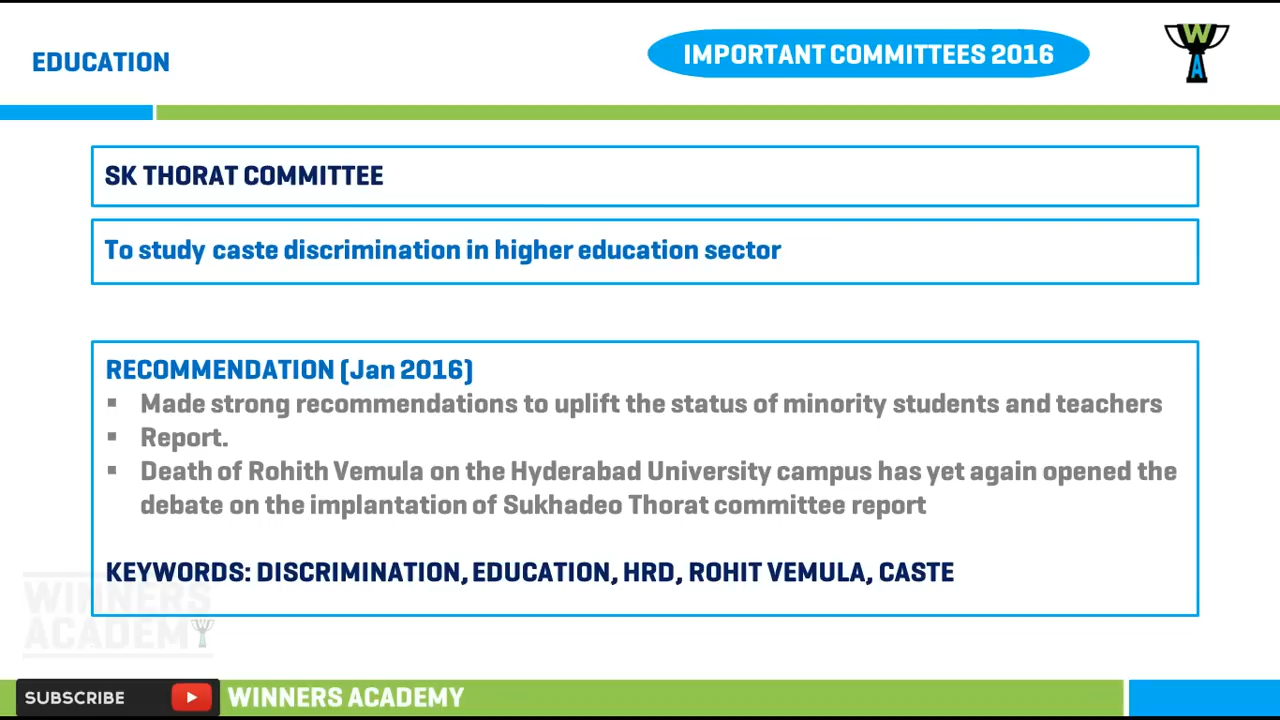 EDUCATION
IMPORTANT COMMITTEES 2016
W
A
SK THORAT COMMITTEE
To study caste discrimination in higher education sector
RECOMMENDATION (Jan 2016)
▪ Made strong recommendations to uplift the status of minority students and teachers
▪ Report.
▪ Death of Rohith Vemula on the Hyderabad University campus has yet again opened the
debate on the implantation of Sukhadeo Thorat committee report
KEYWORDS: DISCRIMINATION, EDUCATION, HRD, ROHIT VEMULA, CASTE
WINNERS
ACADEMY
SUBSCRIBE
WINNERS ACADEMY